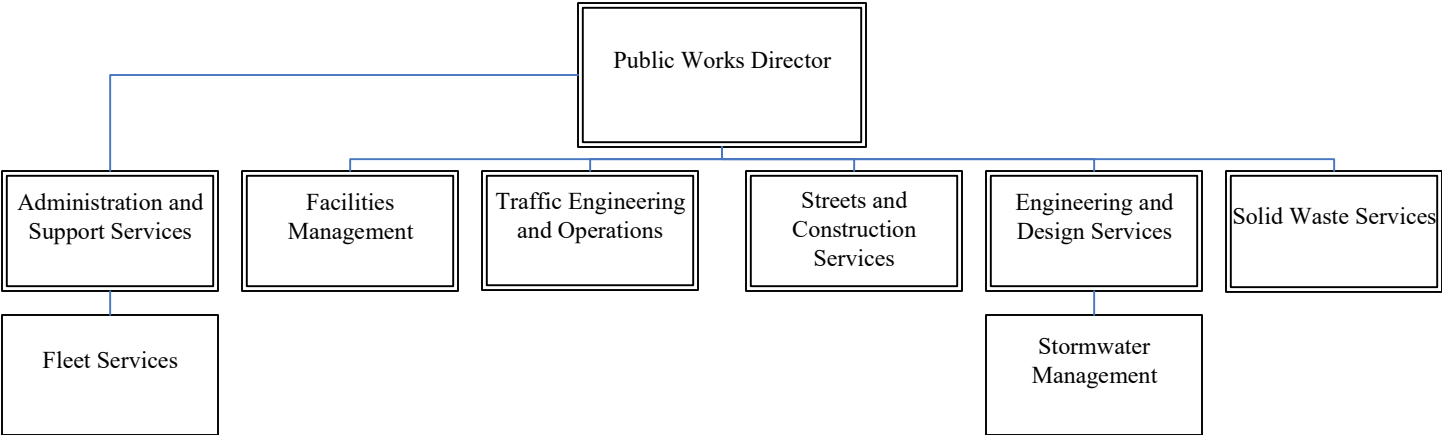 Public Works Director
Administration and
Support Services
Facilities
Management
Traffic Engineering
and Operations
Streets and
Construction
Services
Engineering and
Design Services
Solid Waste Services
Fleet Services
Stormwater
Management